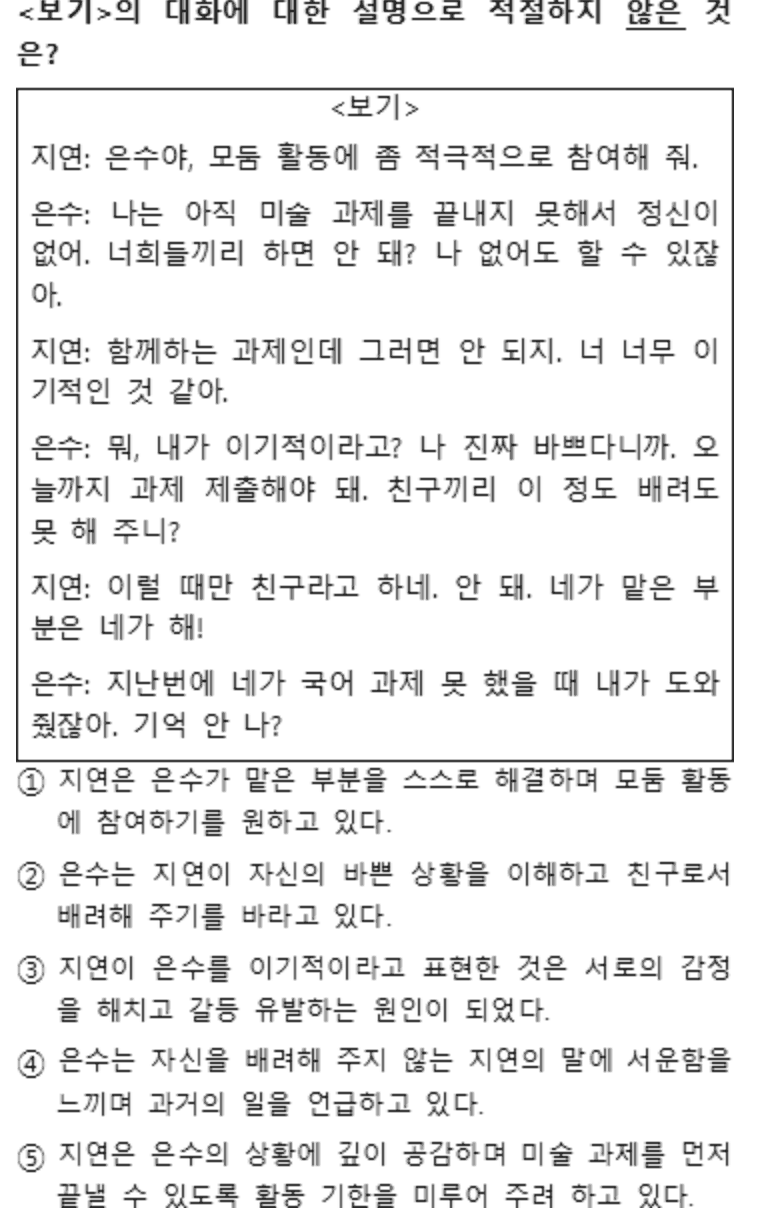 <보기>의 대화에 대한 설명으로 적절하지 않은 것
은?
<보기>
지연: 은수야, 모둠 활동에 좀 적극적으로 참여해 줘.
은수: 나는 아직 미술 과제를 끝내지 못해서 정신이
없어. 너희들끼리 하면 안 돼? 나 없어도 할 수 있잖
아.
지연: 함께하는 과제인데 그러면 안 되지. 너 너무 이
기적인 것 같아.
은수: 뭐, 내가 이기적이라고? 나 진짜 바쁘다니까. 오
늘까지 과제 제출해야 돼. 친구끼리 이 정도 배려도
못 해 주니?
지연: 이럴 때만 친구라고 하네. 안 돼. 네가 맡은 부
분은 네가 해!
은수: 지난번에 네가 국어 과제 못 했을 때 내가 도와
줬잖아. 기억 안 나?
① 지연은 은수가 맡은 부분을 스스로 해결하며 모둠 활동
에 참여하기를 원하고 있다.
② 은수는 지연이 자신의 바쁜 상황을 이해하고 친구로서
배려해 주기를 바라고 있다.
③ 지연이 은수를 이기적이라고 표현한 것은 서로의 감정
을 해치고 갈등 유발하는 원인이 되었다.
④ 은수는 자신을 배려해 주지 않는 지연의 말에 서운함을
느끼며 과거의 일을 언급하고 있다.
⑤ 지연은 은수의 상황에 깊이 공감하며 미술 과제를 먼저
끝낼 수 있도록 활동 기한을 미루어 주려 하고 있다.